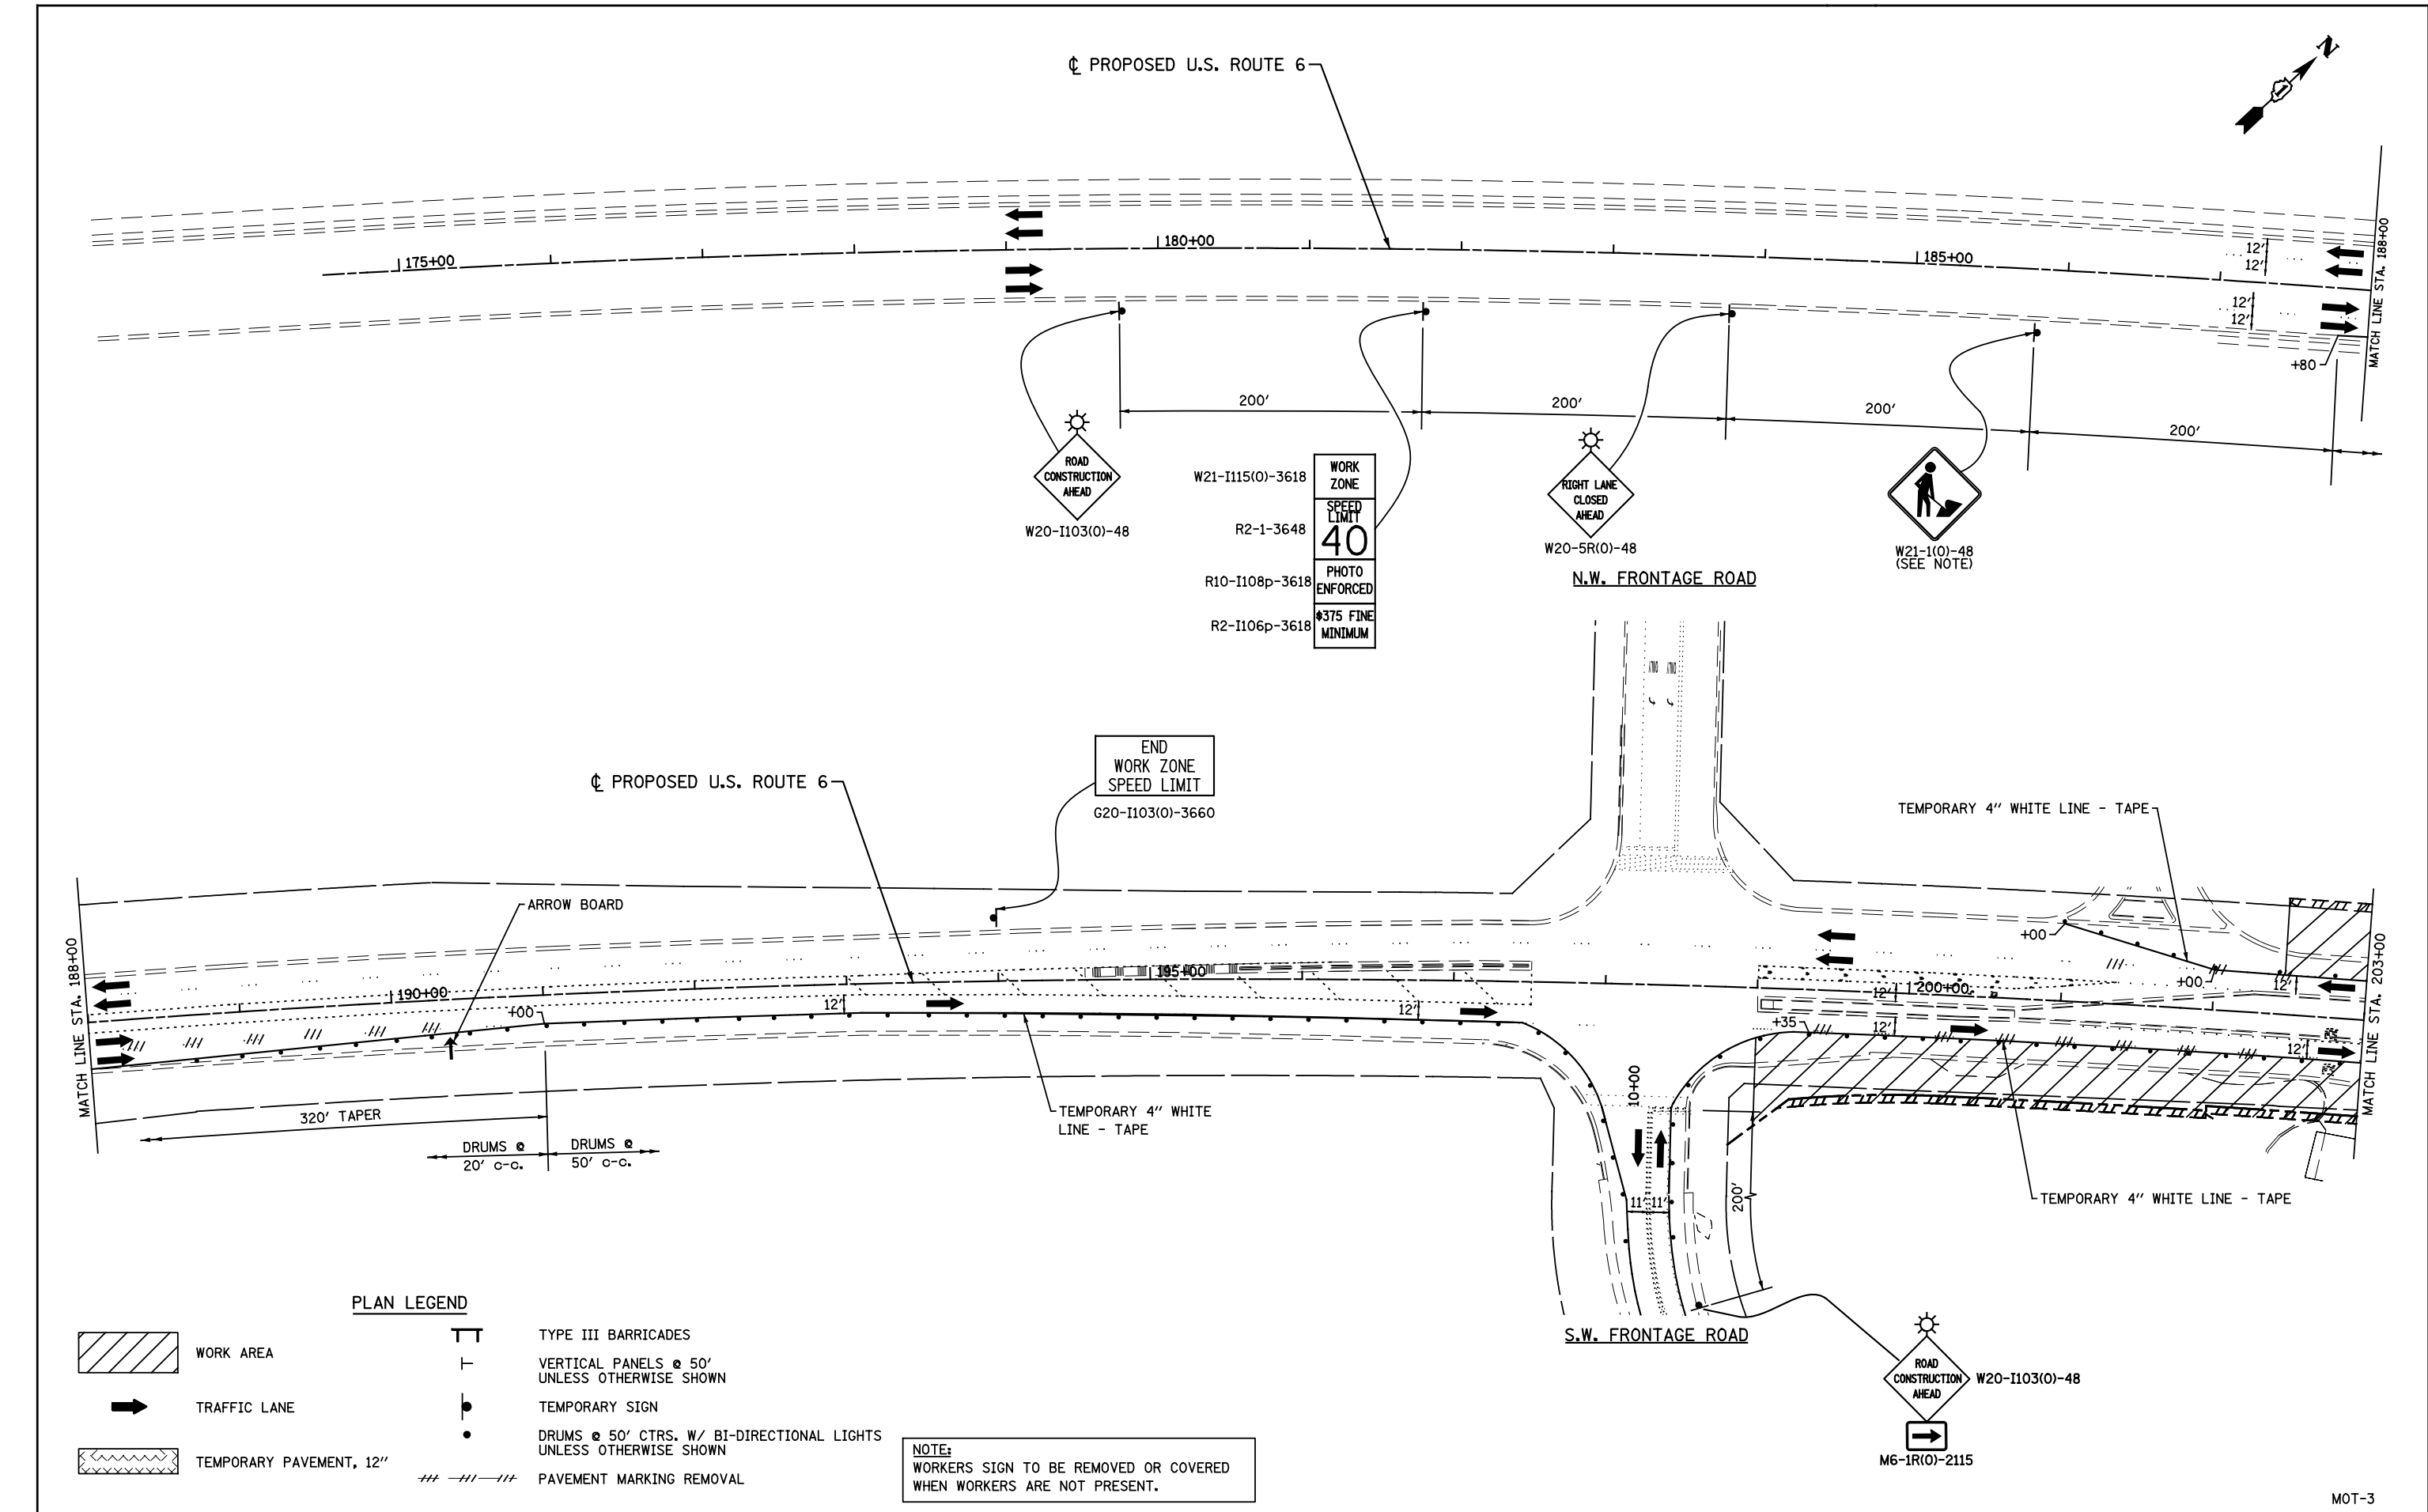 N
℄ PROPOSED U.S. ROUTE 6
175+00
180+00
185+00
12'
12'
12'
12'
MATCH LINE STA. 188+00
+80
200'
200'
200'
200'
ROAD
CONSTRUCTION
AHEAD
W20-I103(O)-48
W21-I115(O)-3618
WORK
ZONE
R2-1-3648
SPEED
LIMIT
40
R10-I108p-3618
PHOTO
ENFORCED
R2-I106p-3618
$375 FINE
MINIMUM
RIGHT LANE
CLOSED
AHEAD
W20-5R(O)-48
W21-1(O)-48
(SEE NOTE)
N.W. FRONTAGE ROAD
ONLY ONLY
END
WORK ZONE
SPEED LIMIT
G20-I103(O)-3660
℄ PROPOSED U.S. ROUTE 6
TEMPORARY 4" WHITE LINE - TAPE
ARROW BOARD
MATCH LINE STA. 188+00
190+00
+00
12'
195+00
12'
+00
+00
12'
200+00
12'
+35
12'
12'
MATCH LINE STA. 203+00
320' TAPER
DRUMS @
20' c-c.
DRUMS @
50' c-c.
TEMPORARY 4" WHITE
LINE - TAPE
10+00
11' 11'
200'
TEMPORARY 4" WHITE LINE - TAPE
S.W. FRONTAGE ROAD
ROAD
CONSTRUCTION
AHEAD
W20-I103(O)-48
M6-1R(O)-2115
PLAN LEGEND
WORK AREA
TRAFFIC LANE
TEMPORARY PAVEMENT, 12"
TYPE III BARRICADES
VERTICAL PANELS @ 50'
UNLESS OTHERWISE SHOWN
TEMPORARY SIGN
DRUMS @ 50' CTRS. W/ BI-DIRECTIONAL LIGHTS
UNLESS OTHERWISE SHOWN
PAVEMENT MARKING REMOVAL
NOTE:
WORKERS SIGN TO BE REMOVED OR COVERED
WHEN WORKERS ARE NOT PRESENT.
MOT-3